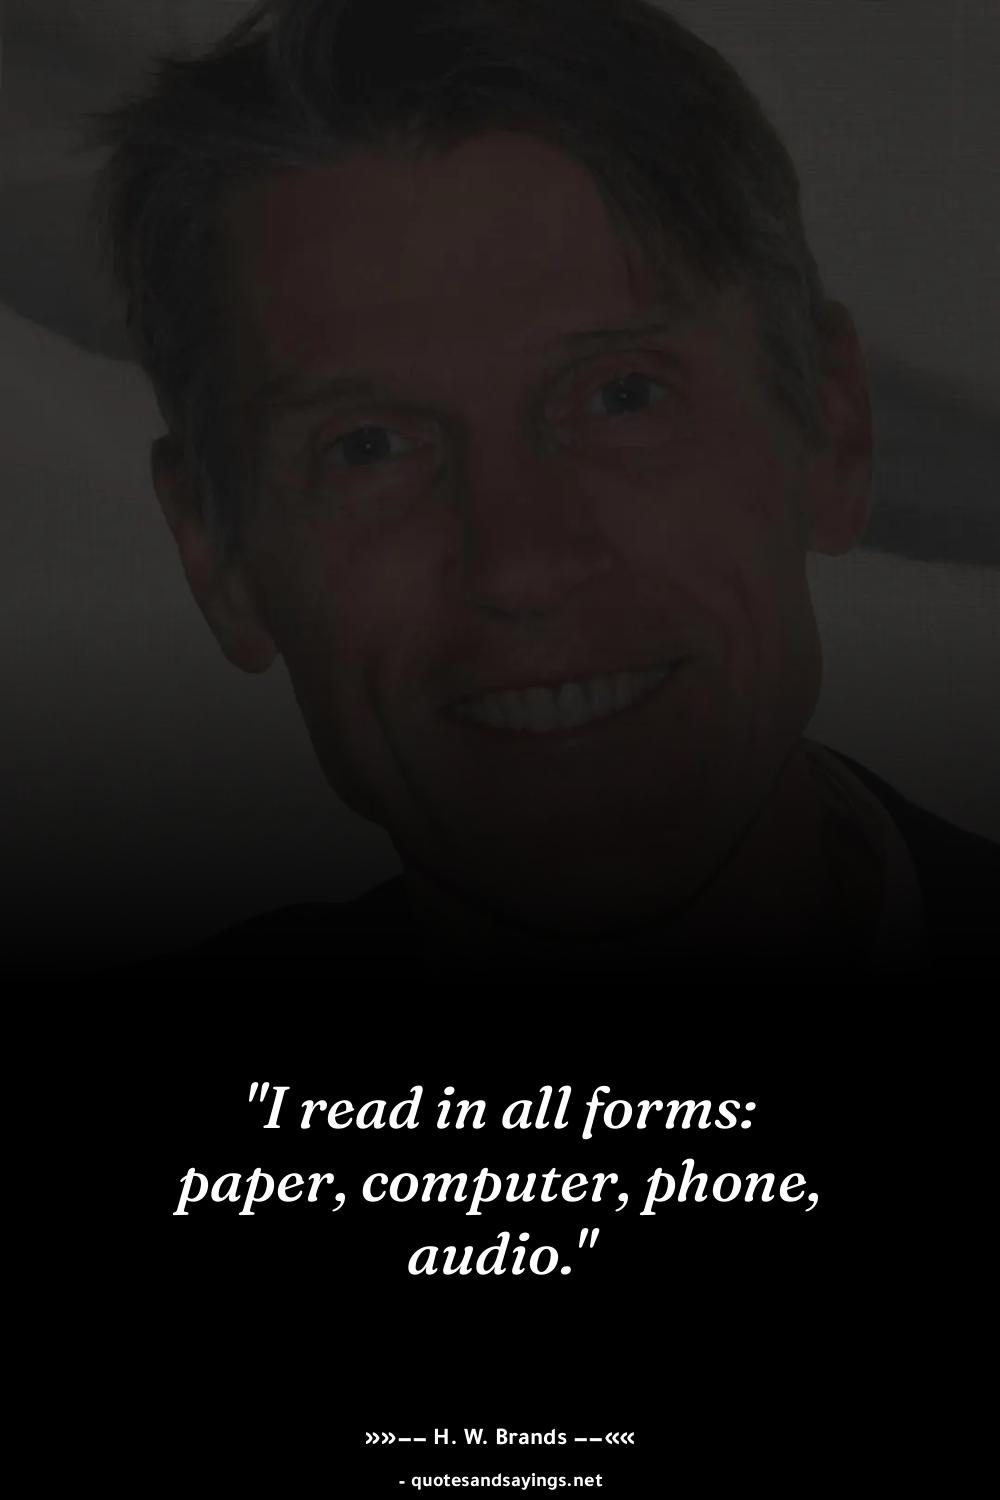 "I read in all forms:
paper, computer, phone,
audio."
»»−− H. W. Brands −−««
- quotesandsayings.net